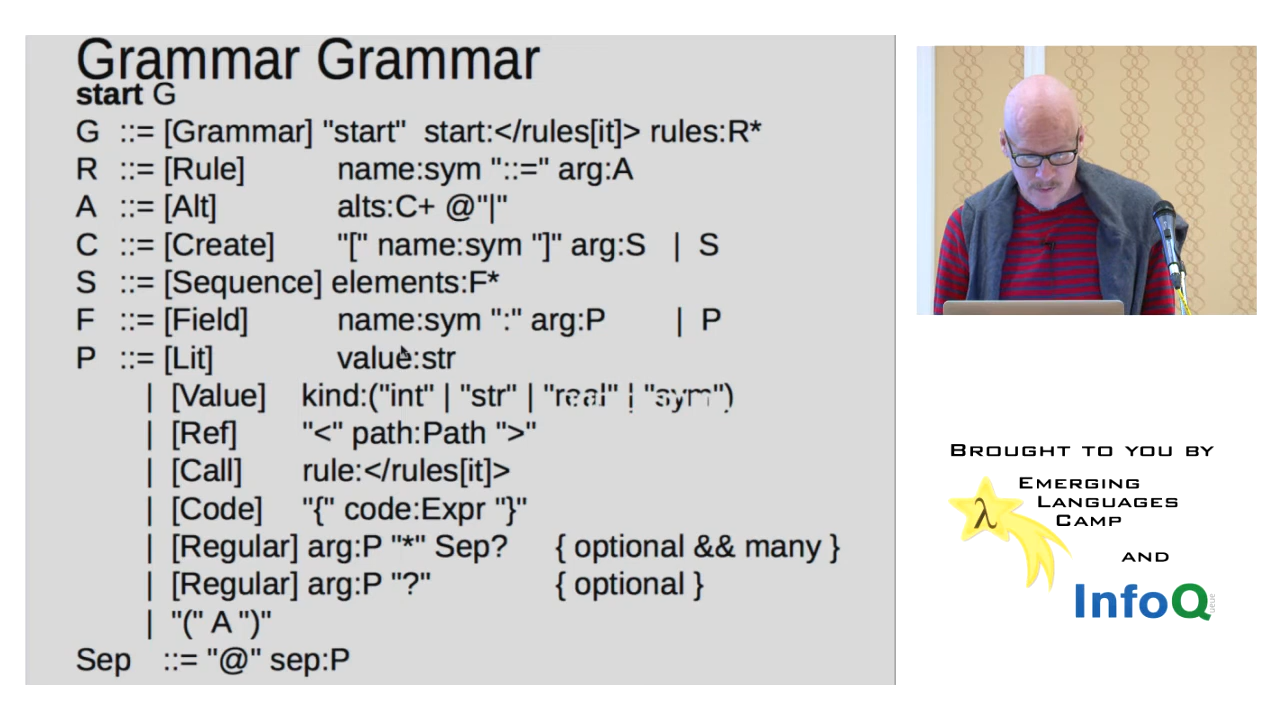 Grammar Grammar
start G
G ::= [Grammar] "start" start:</rules[it]> rules:R*
R ::= [Rule] name:sym "::=" arg:A
A ::= [Alt] alts:C+ @"|"
C ::= [Create] "[" name:sym "]" arg:S | S
S ::= [Sequence] elements:F*
F ::= [Field] name:sym ":" arg:P | P
P ::= [Lit] value:str
| [Value] kind:("int" | "str" | "real" | "sym")
| [Ref] "<" path:Path ">"
| [Call] rule:</rules[it]>
| [Code] "{" code:Expr "}"
| [Regular] arg:P "*" Sep? { optional && many }
| [Regular] arg:P "?" { optional }
| "(" A ")"
Sep ::= "@" sep:P
BROUGHT TO YOU BY
λ
EMERGING
LANGUAGES
CAMP
AND
InfoQ
ueue